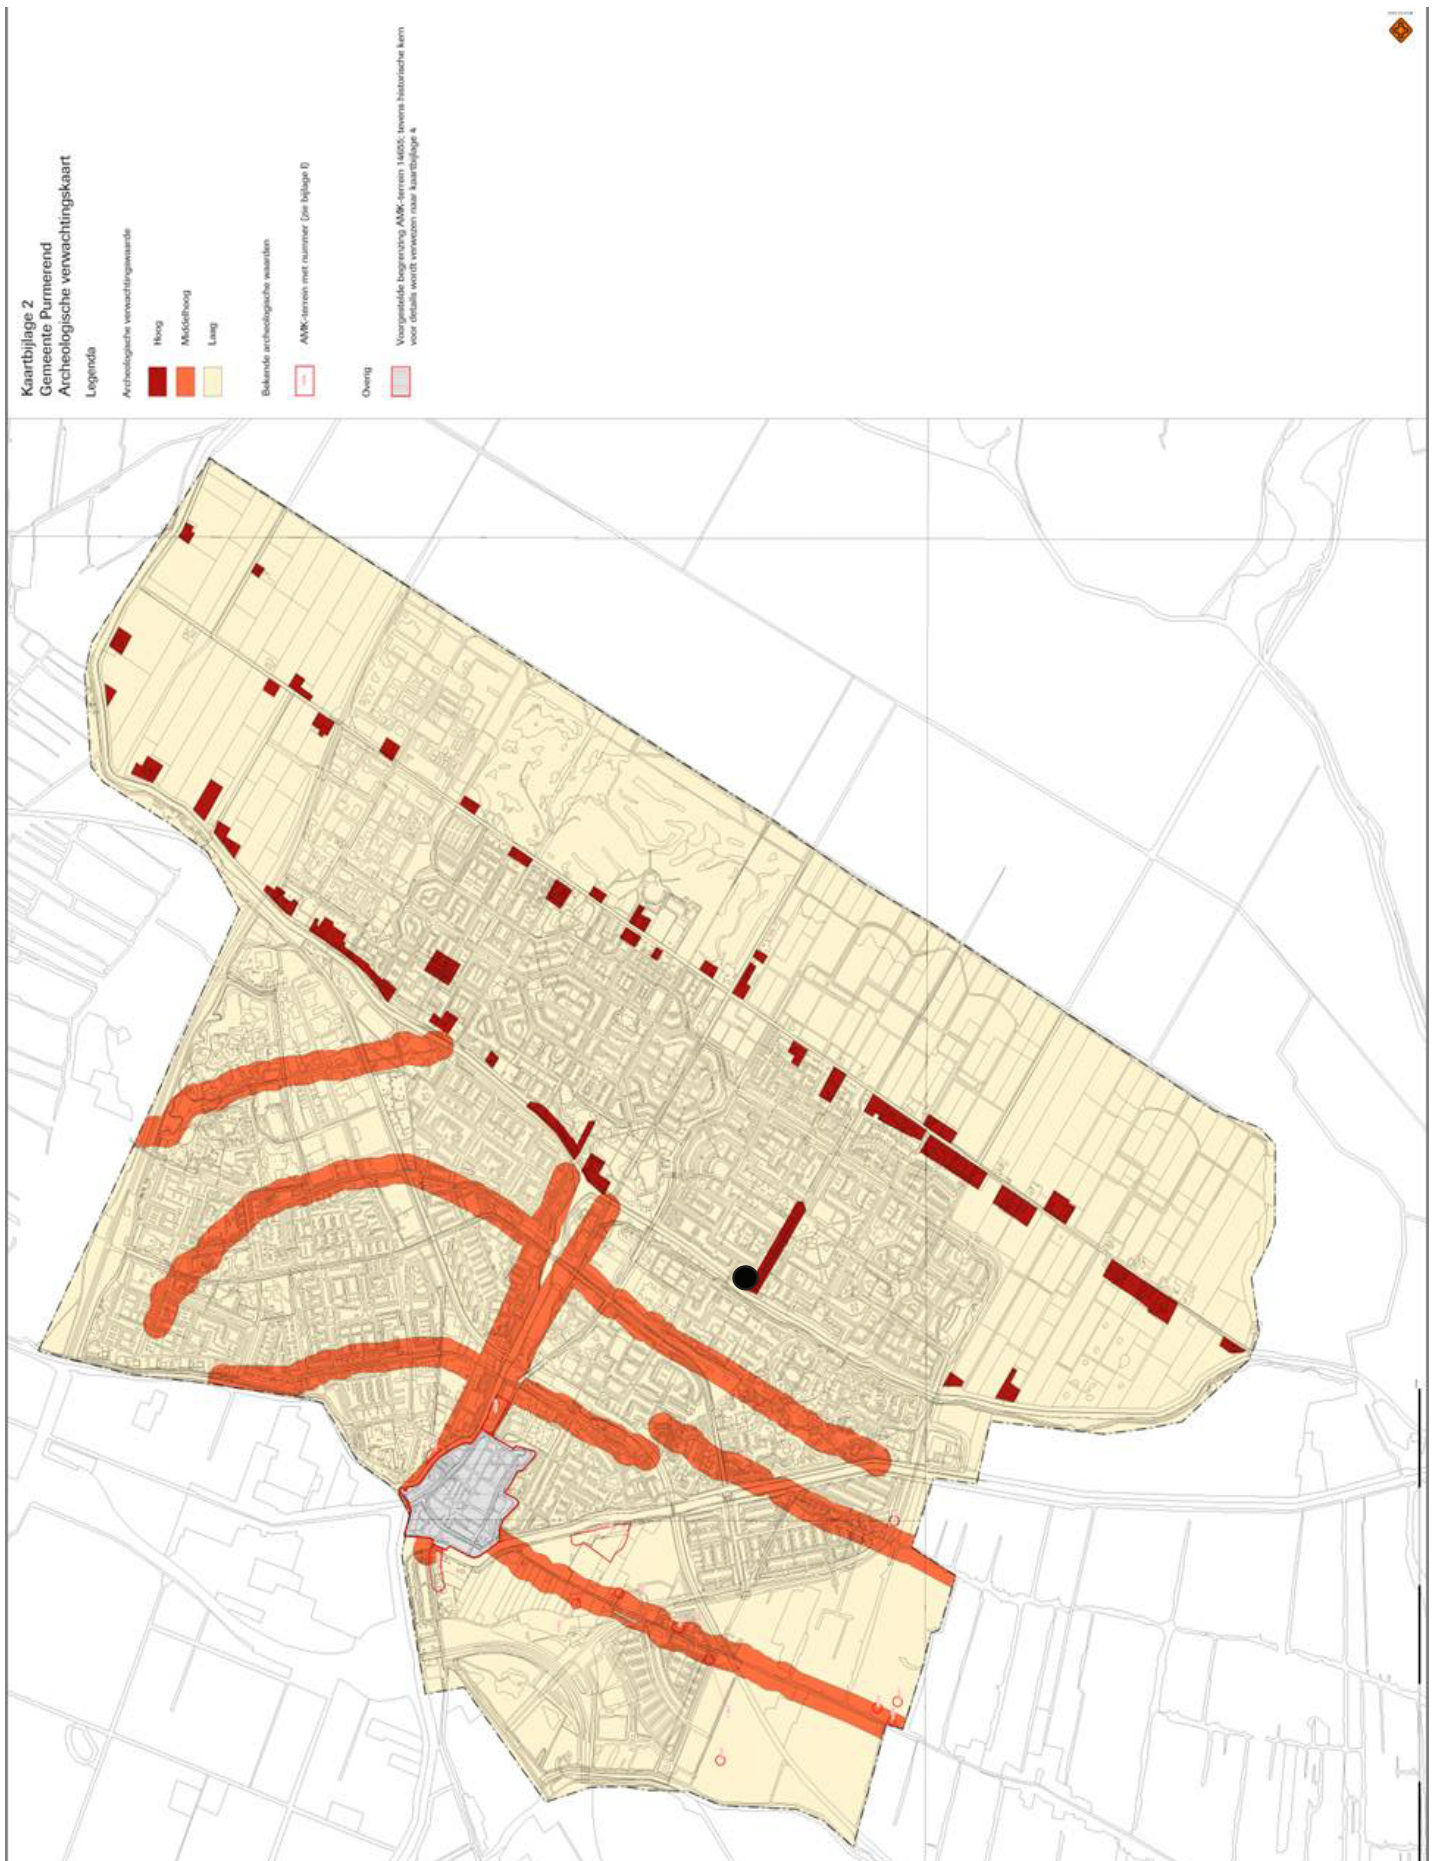 Kaartbijlage 2
Gemeente Purmerend
Archeologische verwachtingskaart
Legenda
Archeologische verwachtingswaarde
Hoog
Middelhoog
Laag
Bekende archeologische waarden
AMK-terrein met nummer (zie bijlage 1)
Overig
Voorgestelde begrenzing AMK-terrein 14655; tevens historische kern
voor details wordt verwezen naar kaartbijlage 4